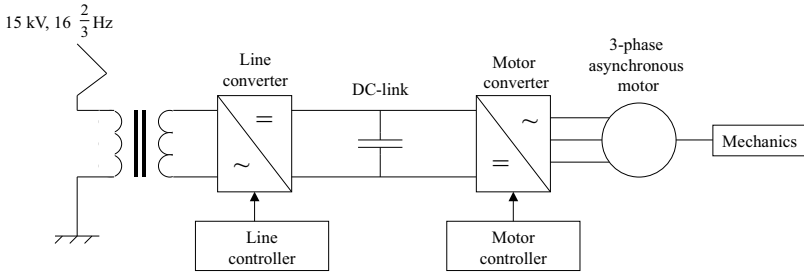 15 kV, 16 2/3 Hz
Line
converter
DC-link
Motor
converter
3-phase
asynchronous
motor
=
~
~
=
Mechanics
Line
controller
Motor
controller